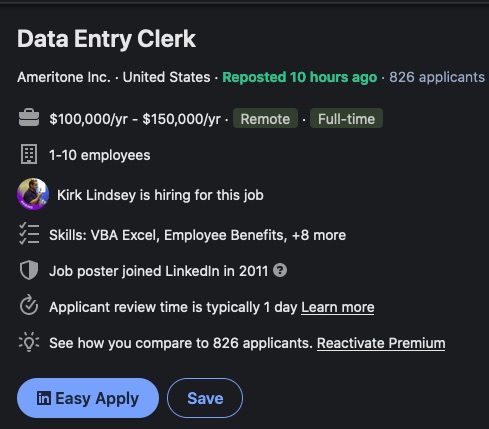 Data Entry Clerk
Ameritone Inc. · United States · Reposted 10 hours ago · 826 applicants
$100,000/yr - $150,000/yr · Remote · Full-time
1-10 employees
Kirk Lindsey is hiring for this job
Skills: VBA Excel, Employee Benefits, +8 more
Job poster joined LinkedIn in 2011 ?
Applicant review time is typically 1 day Learn more
See how you compare to 826 applicants. Reactivate Premium
in Easy Apply Save